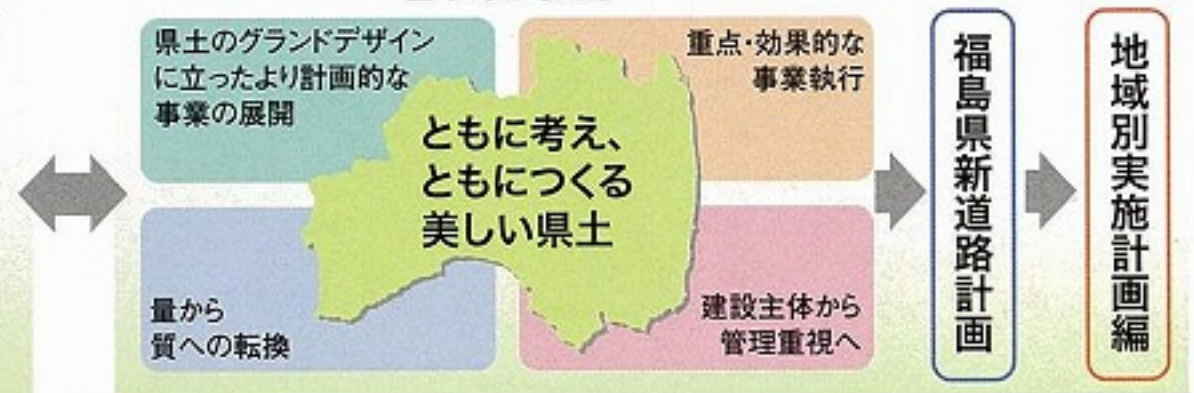 県土のグランドデザイン
に立ったより計画的な
事業の展開
重点・効果的な
事業執行
ともに考え、
ともにつくる
美しい県土
量から
質への転換
建設主体から
管理重視へ
福島県新道路計画
地域別実施計画編